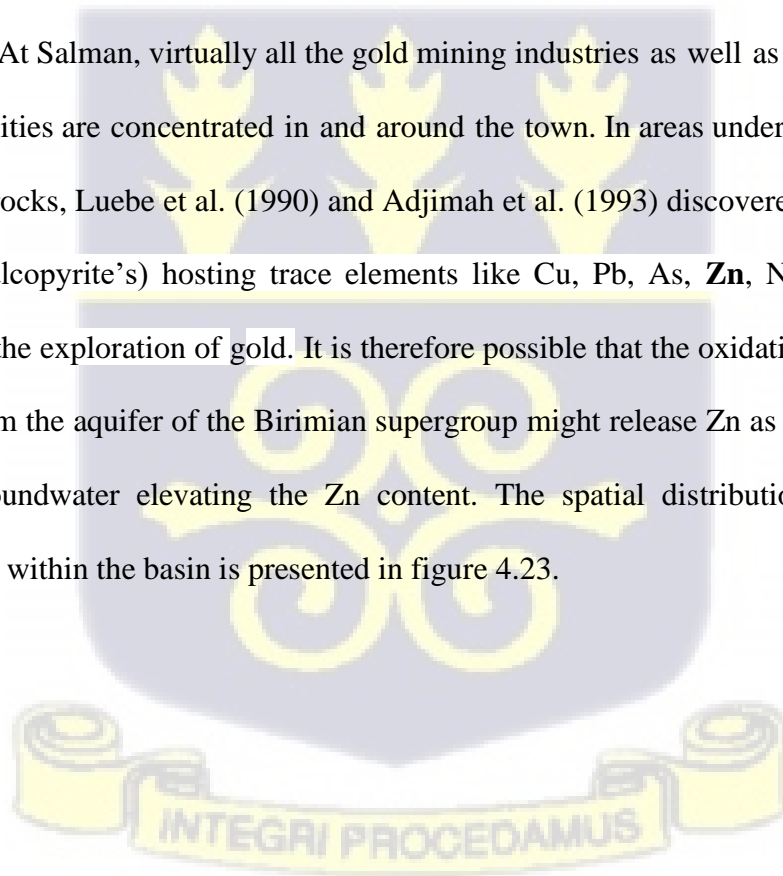 At Salman, virtually all the gold mining industries as well as
ities are concentrated in and around the town. In areas under
ocks, Luebe et al. (1990) and Adjimah et al. (1993) discovere
lcopyrite’s) hosting trace elements like Cu, Pb, As, Zn, N
the exploration of gold. It is therefore possible that the oxidati
m the aquifer of the Birimian supergroup might release Zn as
oundwater elevating the Zn content. The spatial distributio
within the basin is presented in figure 4.23.
INTEGRI PROCEDAMUS